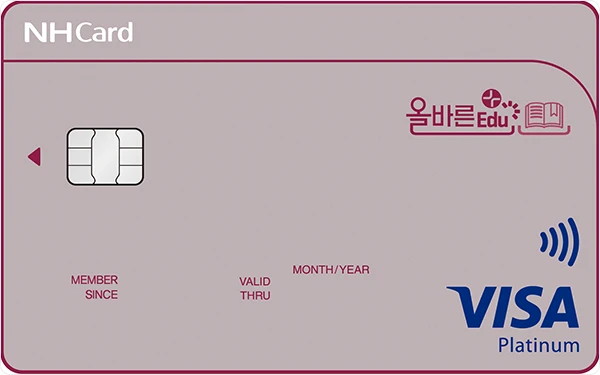 NHCard
올바른Edu
MONTH/YEAR
MEMBER SINCE
VALID THRU
VISA
Platinum